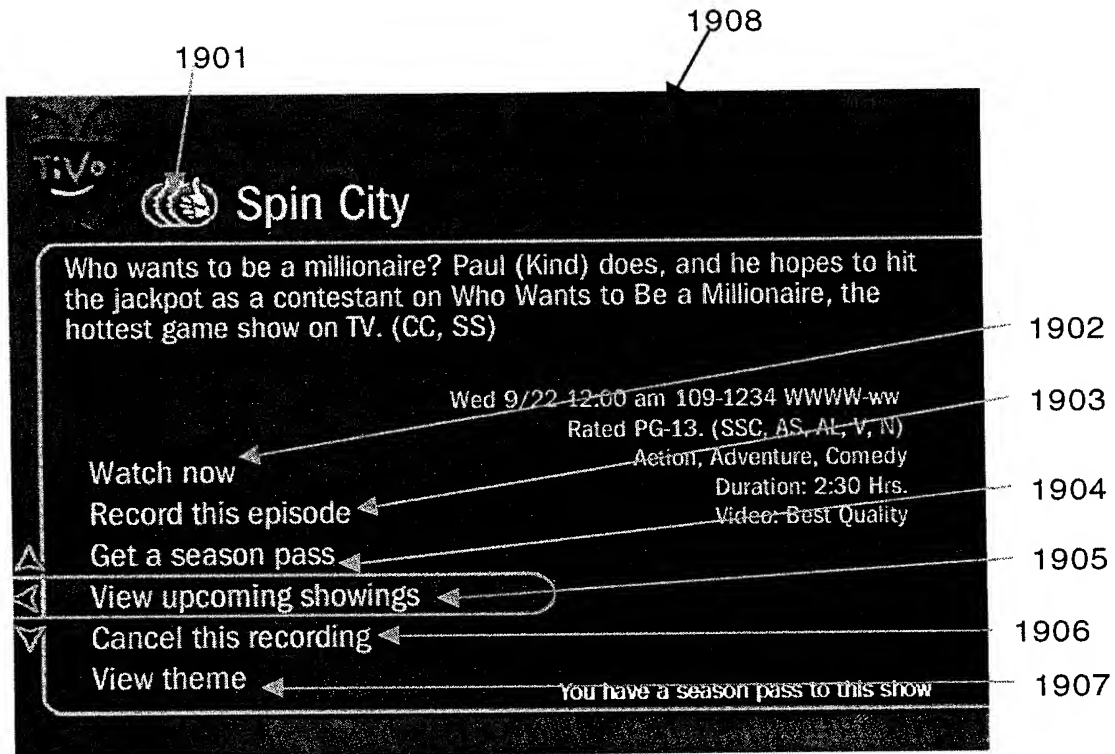 1908
1901
TiVo
Spin City
Who wants to be a millionaire? Paul (Kind) does, and he hopes to hit
the jackpot as a contestant on Who Wants to Be a Millionaire, the
hottest game show on TV. (CC, SS)
1902
Wed 9/22 12:00 am 109-1234 WWWW-ww
1903
Rated PG-13. (SSC, AS, AL, V, N)
Action, Adventure, Comedy
Watch now
Duration: 2:30 Hrs.
1904
Record this episode
Video: Best Quality
Get a season pass
1905
View upcoming showings
Cancel this recording
1906
View theme
You have a season pass to this show
1907